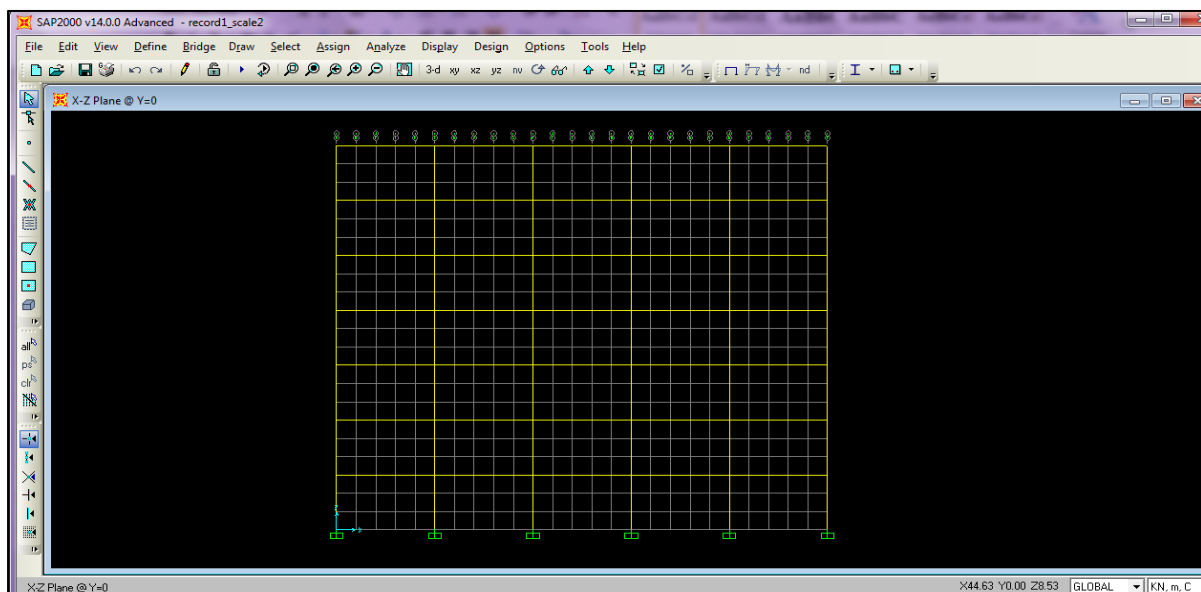 SAP2000 v14.0.0 Advanced - record1_scale2
File Edit View Define Bridge Draw Select Assign Analyze Display Design Options Tools Help
3-d xy xz yz nv nd
X-Z Plane @ Y=0
all
ps
clr
X-Z Plane @ Y=0 X44.63 Y0.00 Z8.53 GLOBAL KN, m, C